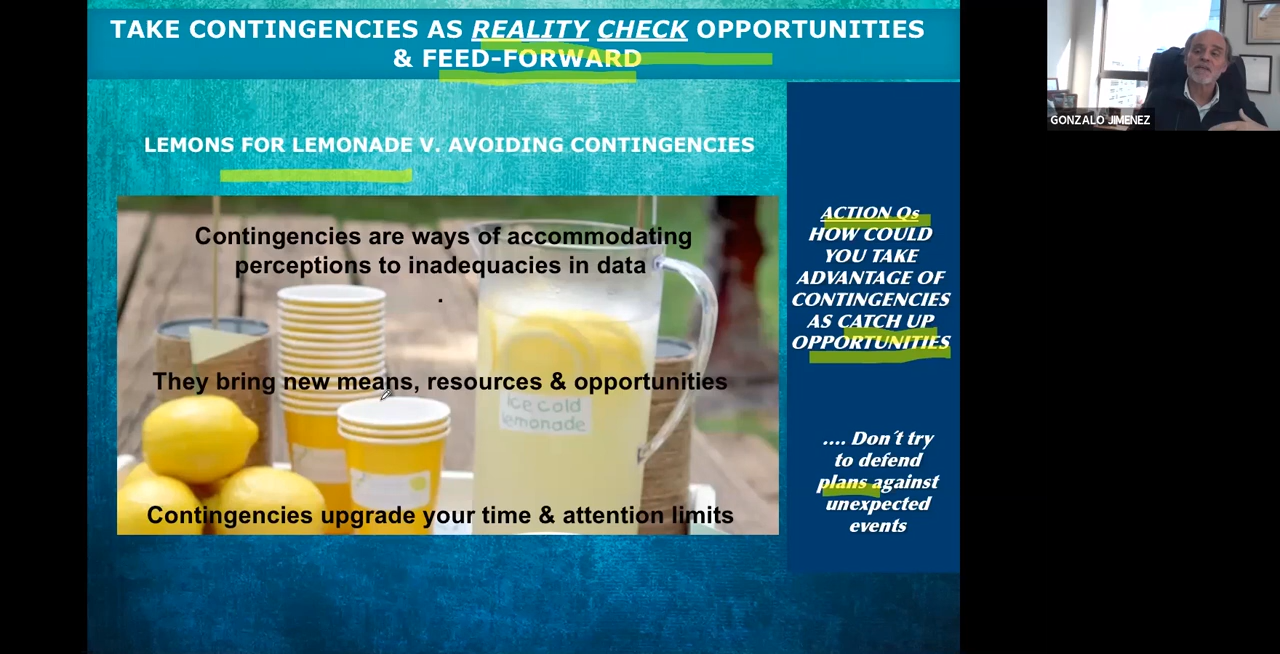 TAKE CONTINGENCIES AS REALITY CHECK OPPORTUNITIES
& FEED-FORWARD
LEMONS FOR LEMONADE V. AVOIDING CONTINGENCIES
Contingencies are ways of accommodating
perceptions to inadequacies in data
.
They bring new means, resources & opportunities
ice cold
lemonade
Contingencies upgrade your time & attention limits
ACTION Qs
HOW COULD
YOU TAKE
ADVANTAGE OF
CONTINGENCIES
AS CATCH UP
OPPORTUNITIES
.... Don´t try
to defend
plans against
unexpected
events
GONZALO JIMENEZ